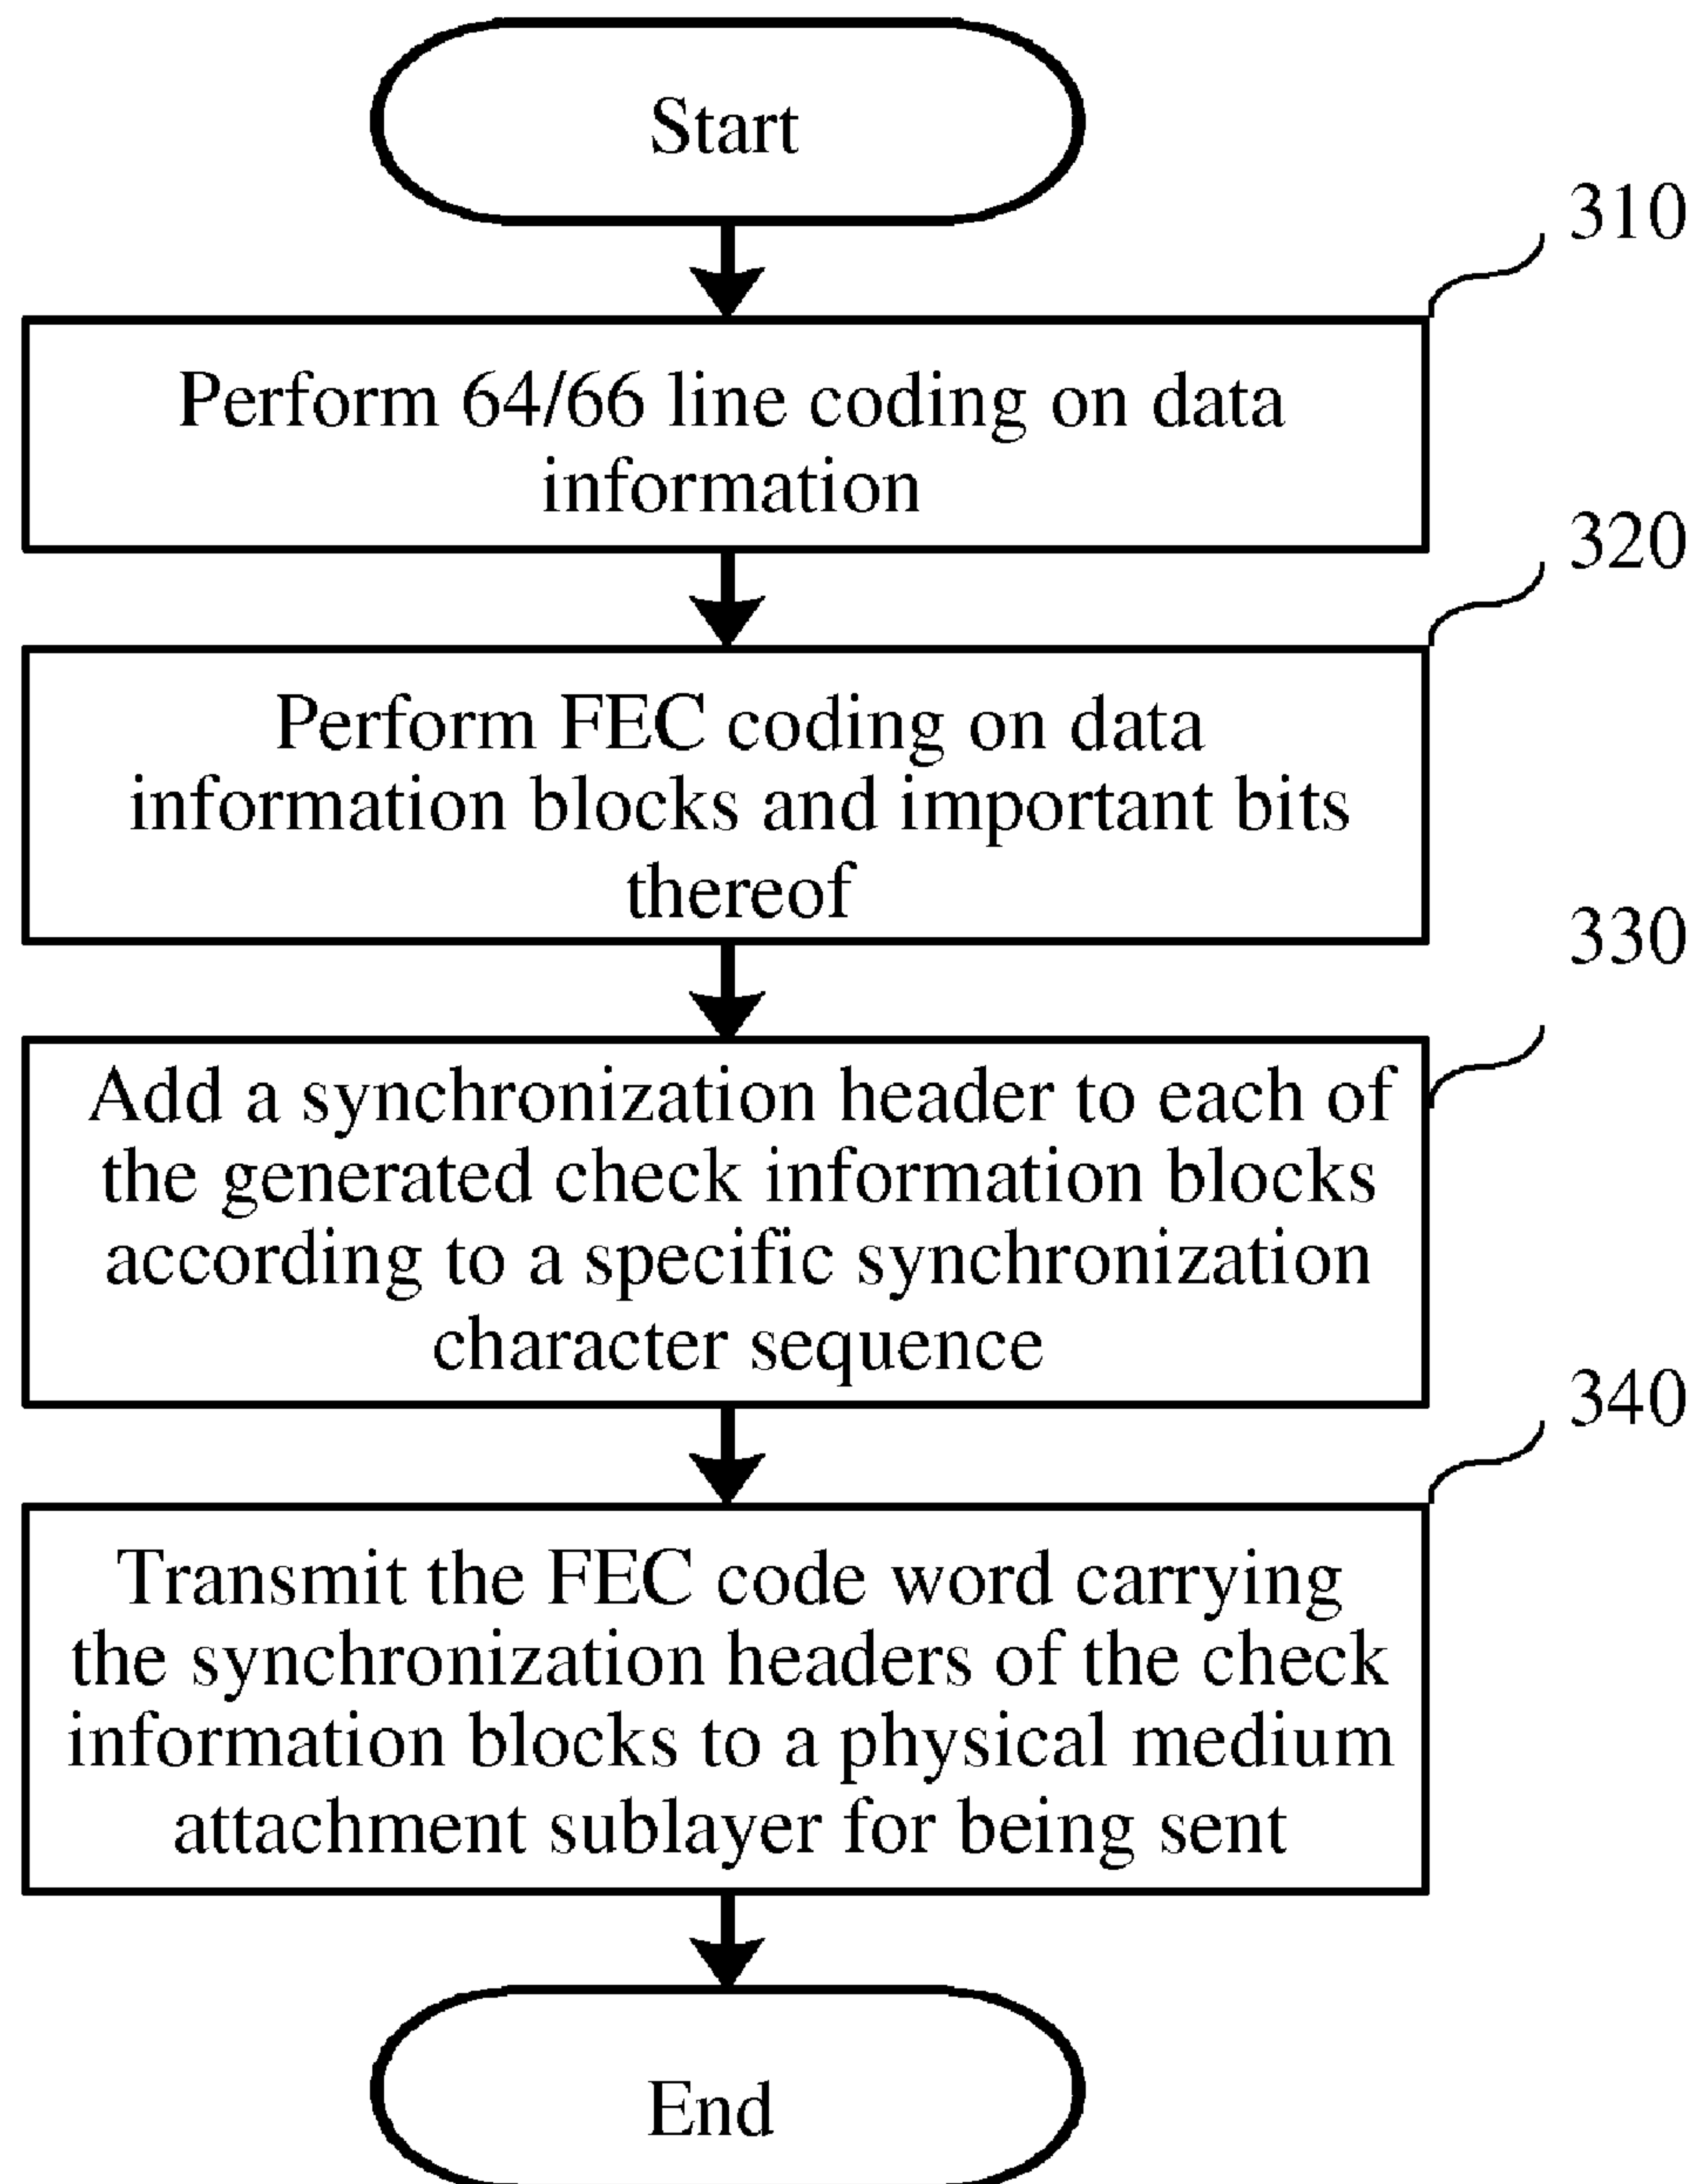 Start
310
Perform 64/66 line coding on data
information
320
Perform FEC coding on data
information blocks and important bits
thereof
330
Add a synchronization header to each of
the generated check information blocks
according to a specific synchronization
character sequence
340
Transmit the FEC code word carrying
the synchronization headers of the check
information blocks to a physical medium
attachment sublayer for being sent
End